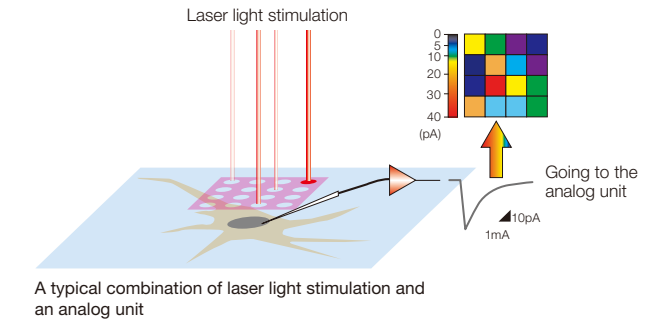 Laser light stimulation
0
5
10
20
30
40
(pA)
Going to the
analog unit
10pA
1mA
A typical combination of laser light stimulation and
an analog unit